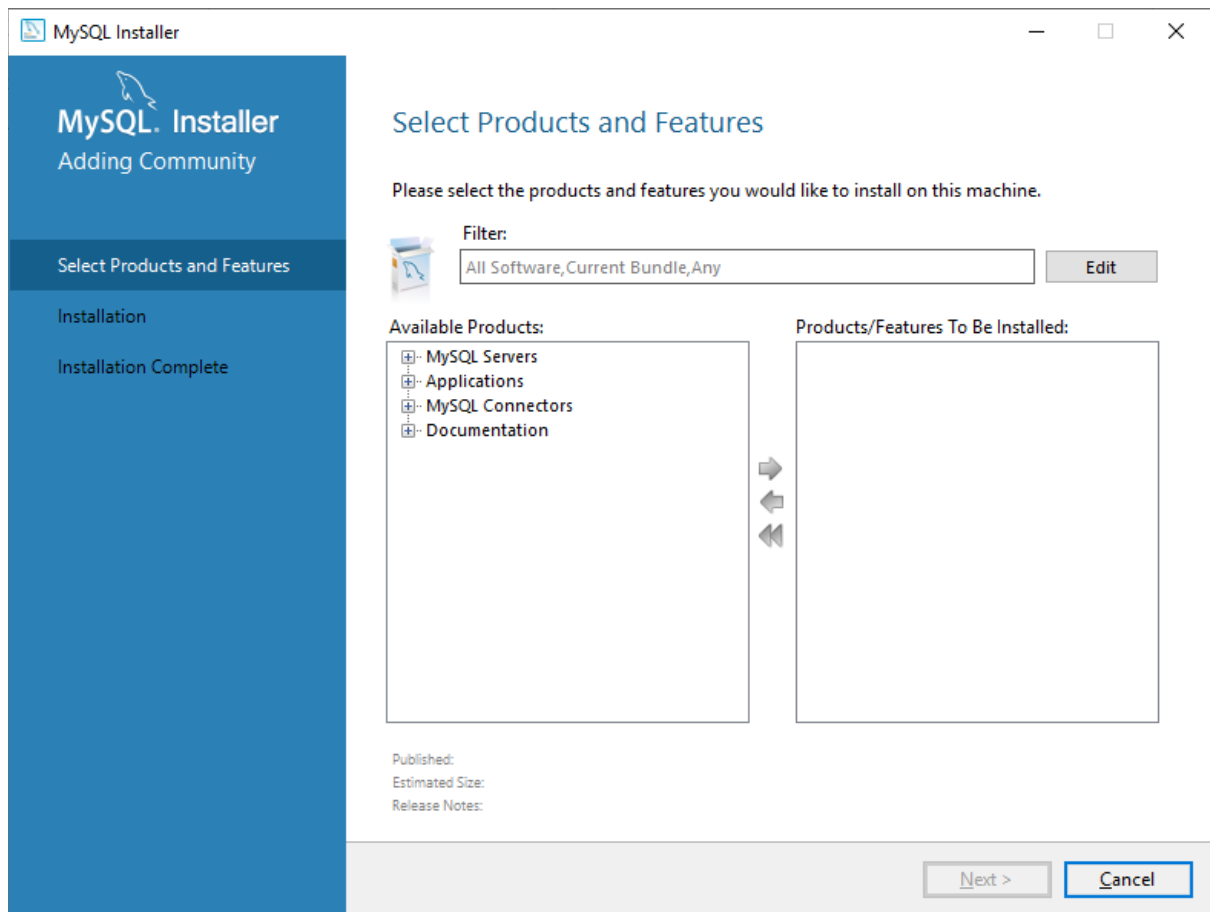 MySQL Installer
MySQL. Installer
Adding Community
Select Products and Features
Installation
Installation Complete
Select Products and Features
Please select the products and features you would like to install on this machine.
Filter:
All Software,Current Bundle,Any
Edit
Available Products:
MySQL Servers
Applications
MySQL Connectors
Documentation
Products/Features To Be Installed:
Published:
Estimated Size:
Release Notes:
Next >
Cancel